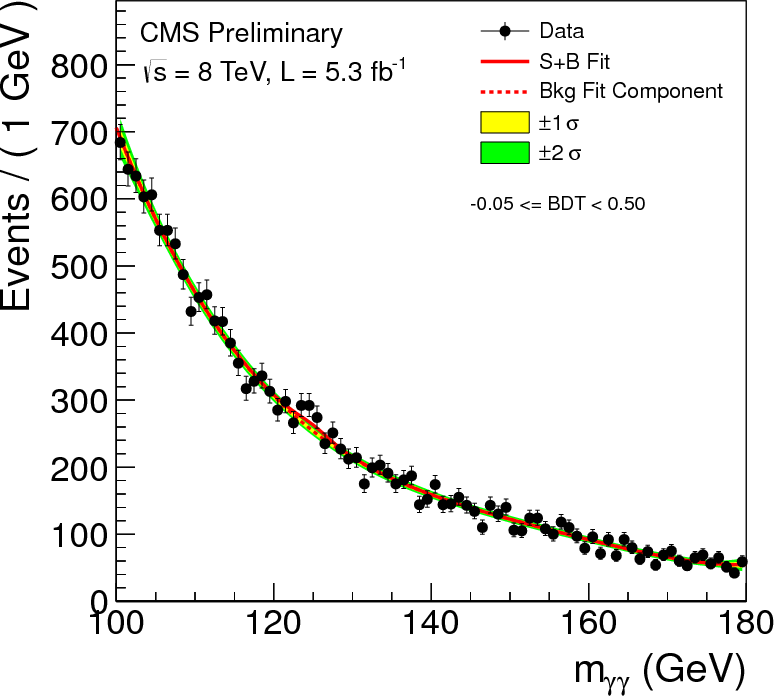 CMS Preliminary
√s = 8 TeV, L = 5.3 fb-1
Data
S+B Fit
Bkg Fit Component
±1 σ
±2 σ
-0.05 <= BDT < 0.50
Events / ( 1 GeV)
800
700
600
500
400
300
200
100
0
100 120 140 160 180
mγγ (GeV)